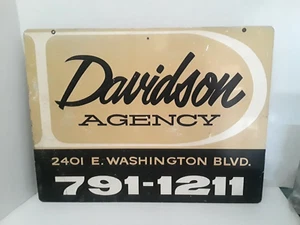 Davidson
AGENCY
2401 E. WASHINGTON BLVD.
791-1211